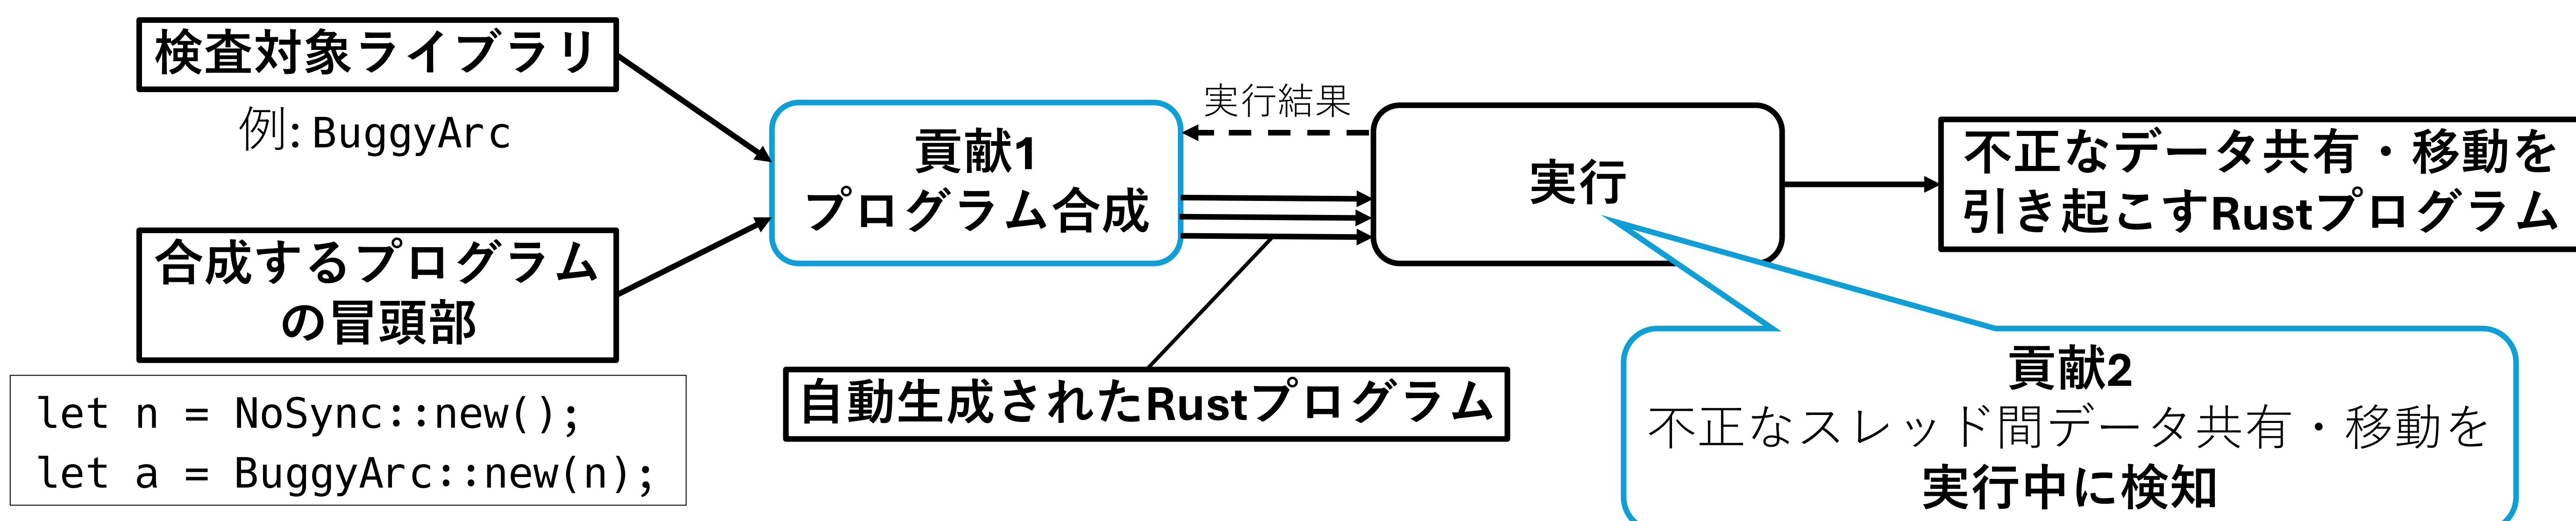 検査対象ライブラリ
例: BuggyArc
合成するプログラム
の冒頭部
let n = NoSync::new();
let a = BuggyArc::new(n);
貢献1
プログラム合成
実行結果
自動生成されたRustプログラム
実行
貢献2
不正なスレッド間データ共有・移動を
実行中に検知
不正なデータ共有・移動を
引き起こすRustプログラム